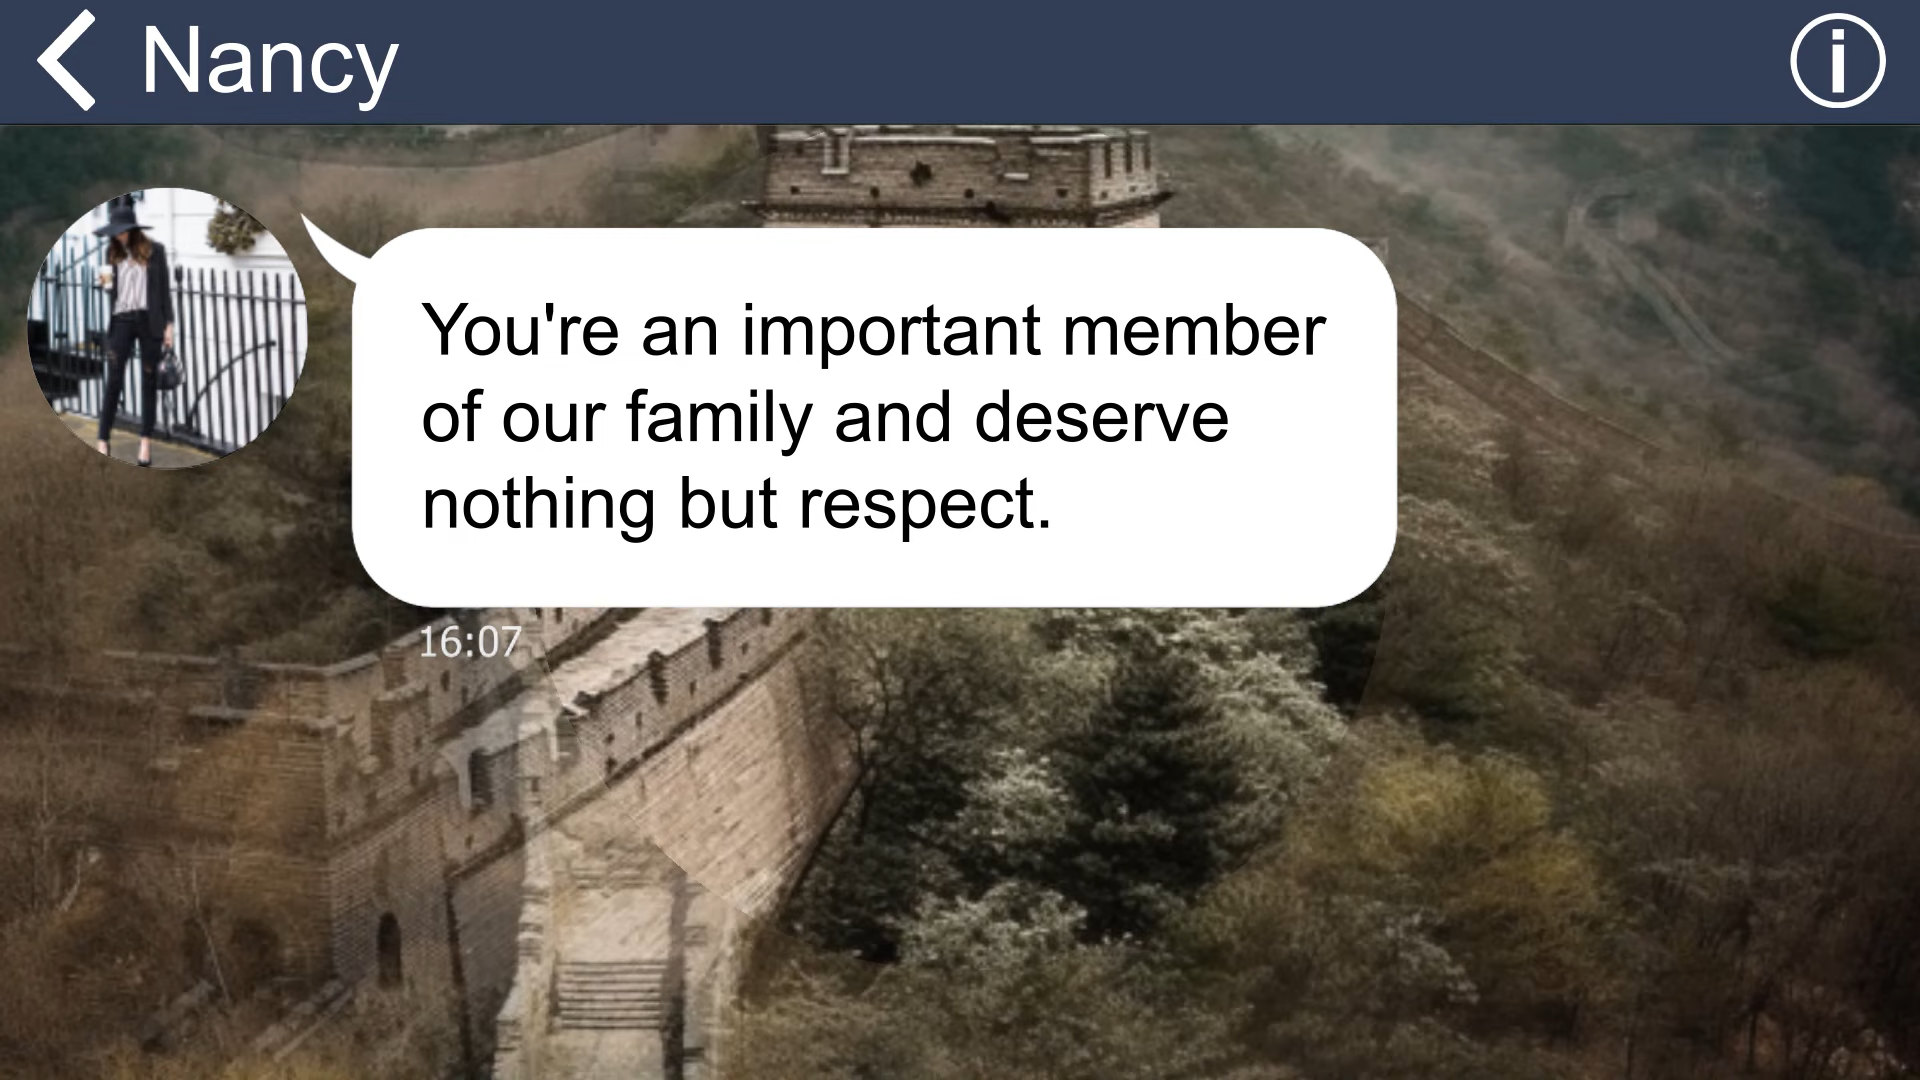 Nancy
You're an important member
of our family and deserve
nothing but respect.
16:07